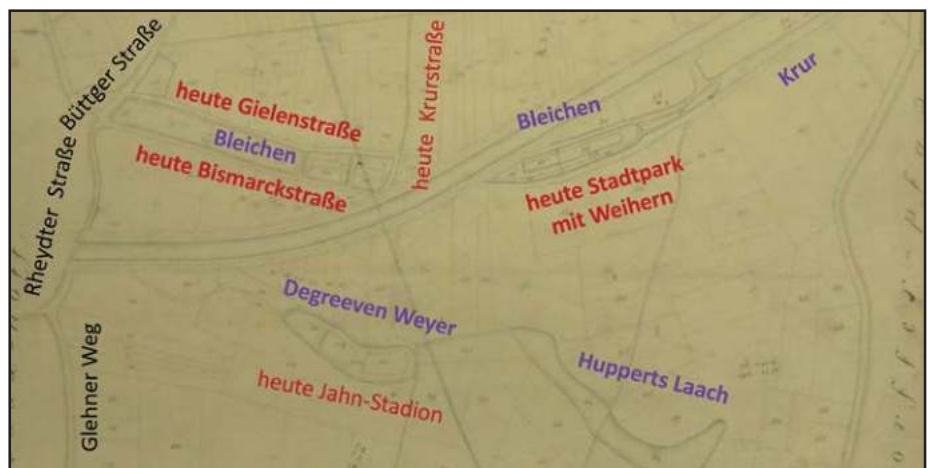 Rheydter Straße Büttger Straße
heute Gielenstraße
Bleichen
heute Bismarckstraße
heute Krurstraße
Bleichen
Krur
heute Stadtpark
mit Weihern
Degreeven Weyer
heute Jahn-Stadion
Hupperts Laach
Glehner Weg